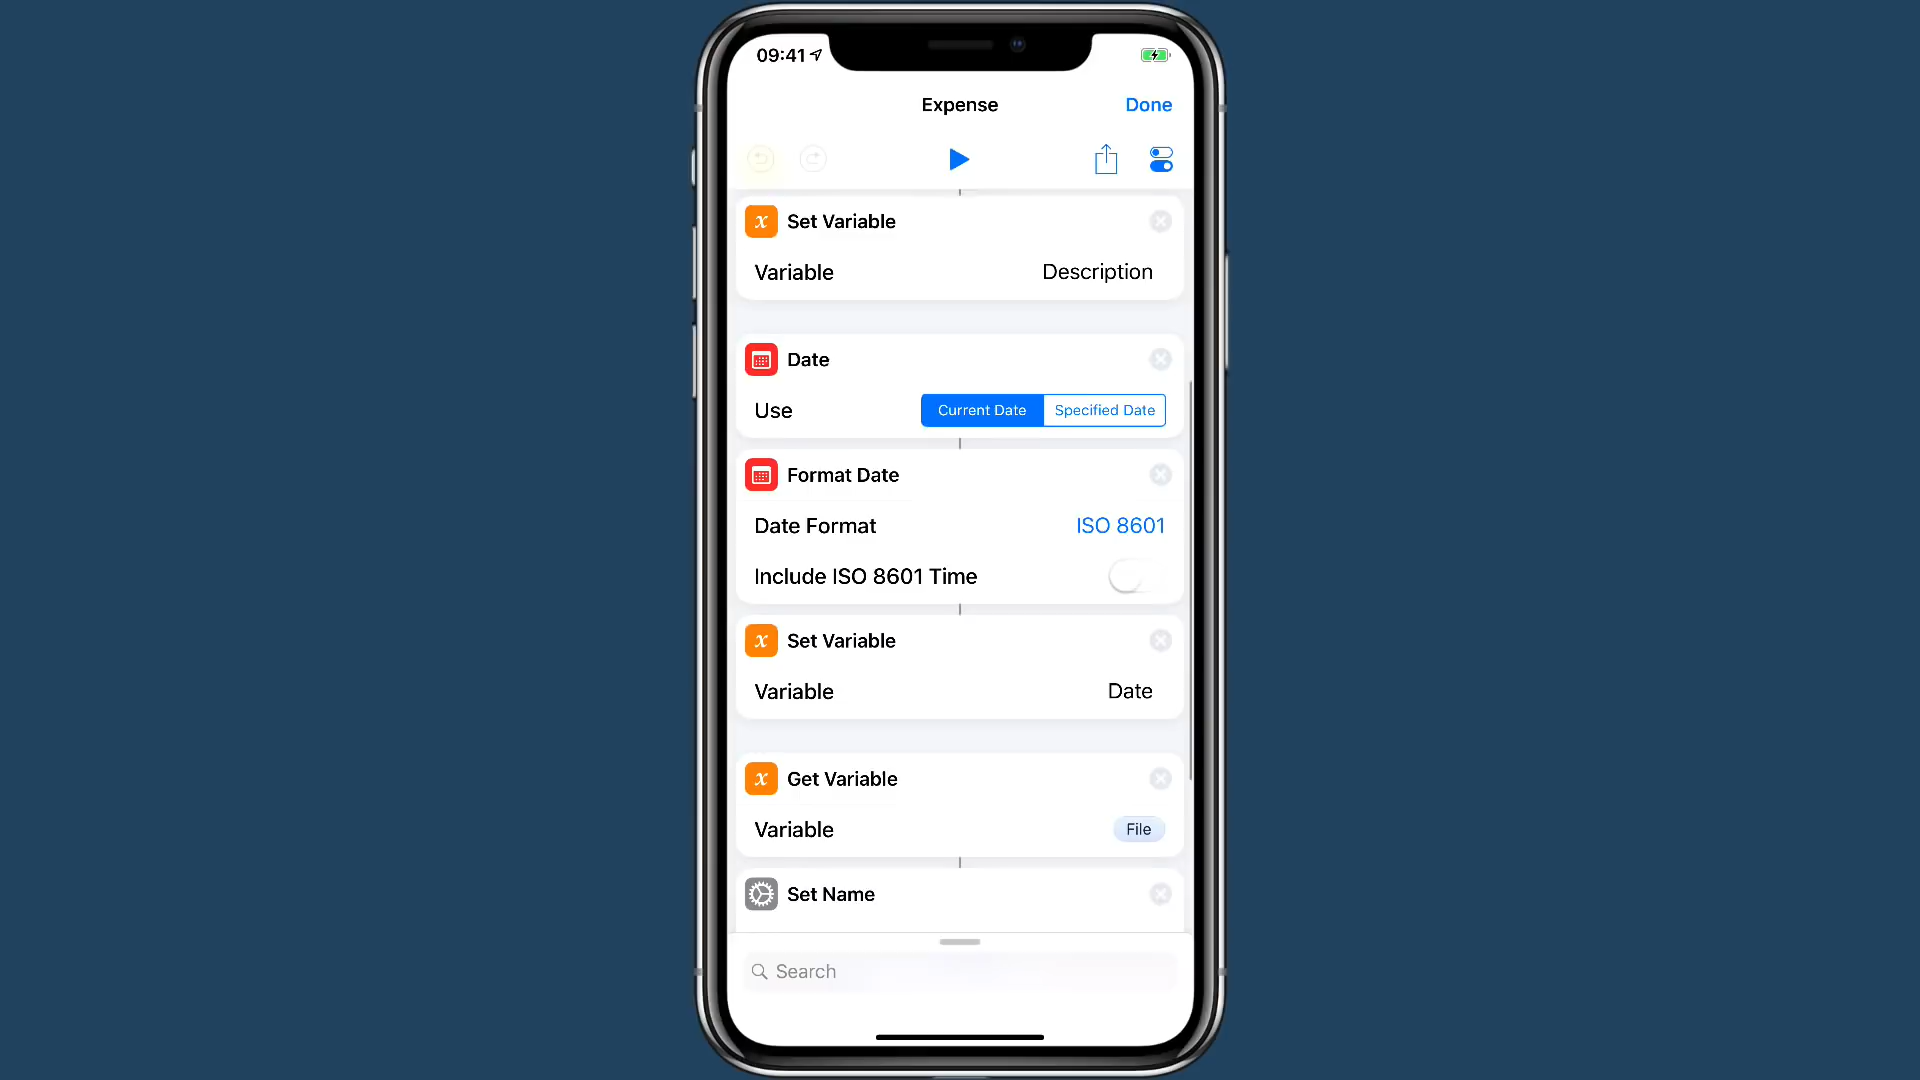 09:41
Expense
Done
Set Variable
Variable Description
Date
Use Current Date Specified Date
Format Date
Date Format ISO 8601
Include ISO 8601 Time
Set Variable
Variable Date
Get Variable
Variable File
Set Name
Search